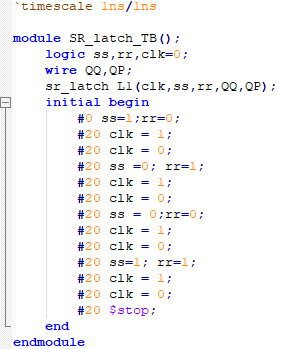 `timescale 1ns/1ns
module SR_latch_TB();
logic ss,rr,clk=0;
wire QQ,QP;
sr_latch L1(clk,ss,rr,QQ,QP);
initial begin
#0 ss=1;rr=0;
#20 clk = 1;
#20 clk = 0;
#20 ss =0; rr=1;
#20 clk = 1;
#20 clk = 0;
#20 ss = 0;rr=0;
#20 clk = 1;
#20 clk = 0;
#20 ss=1; rr=1;
#20 clk = 1;
#20 clk = 0;
#20 $stop;
end
endmodule